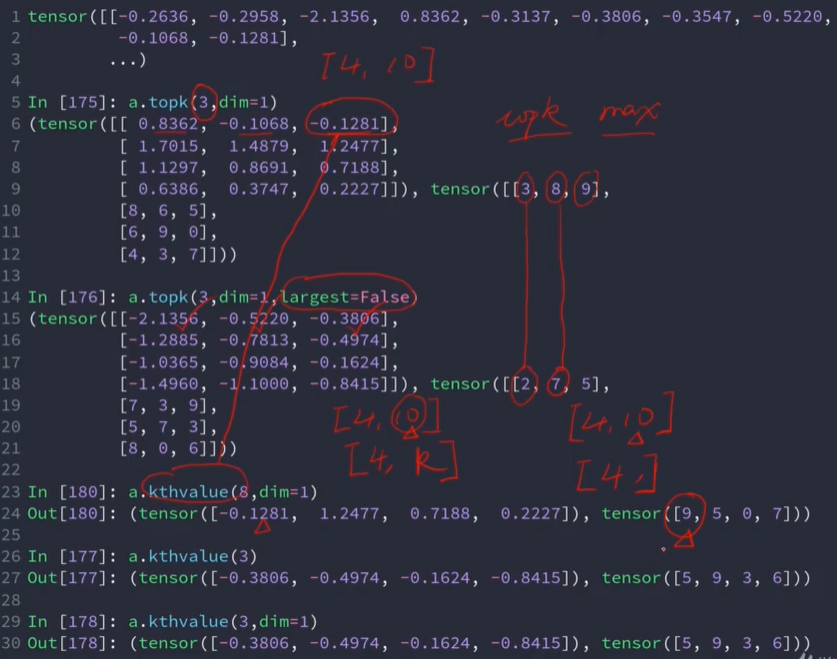 1 tensor([[-0.2636, -0.2958, -2.1356, 0.8362, -0.3137, -0.3806, -0.3547, -0.5220,
2 -0.1068, -0.1281],
3 ...)
[4, 10]
4
5 In [175]: a.topk(3,dim=1)
6 (tensor([[ 0.8362, -0.1068, -0.1281],
topk max
7 [ 1.7015, 1.4879, 1.2477],
8 [ 1.1297, 0.8691, 0.7188],
9 [ 0.6386, 0.3747, 0.2227]]), tensor([[3, 8, 9],
10 [8, 6, 5],
11 [6, 9, 0],
12 [4, 3, 7]]))
13
14 In [176]: a.topk(3,dim=1,largest=False)
15 (tensor([[-2.1356, -0.5220, -0.3806],
16 [-1.2885, -0.7813, -0.4974],
17 [-1.0365, -0.9084, -0.1624],
18 [-1.4960, -1.1000, -0.8415]]), tensor([[2, 7, 5],
19 [7, 3, 9],
20 [5, 7, 3],
21 [8, 0, 6]]))
[4, 10] [4, 10]
[4, k] [4, ]
22
23 In [180]: a.kthvalue(8,dim=1)
24 Out[180]: (tensor([-0.1281, 1.2477, 0.7188, 0.2227]), tensor([9, 5, 0, 7]))
25
26 In [177]: a.kthvalue(3)
27 Out[177]: (tensor([-0.3806, -0.4974, -0.1624, -0.8415]), tensor([5, 9, 3, 6]))
28
29 In [178]: a.kthvalue(3,dim=1)
30 Out[178]: (tensor([-0.3806, -0.4974, -0.1624, -0.8415]), tensor([5, 9, 3, 6]))